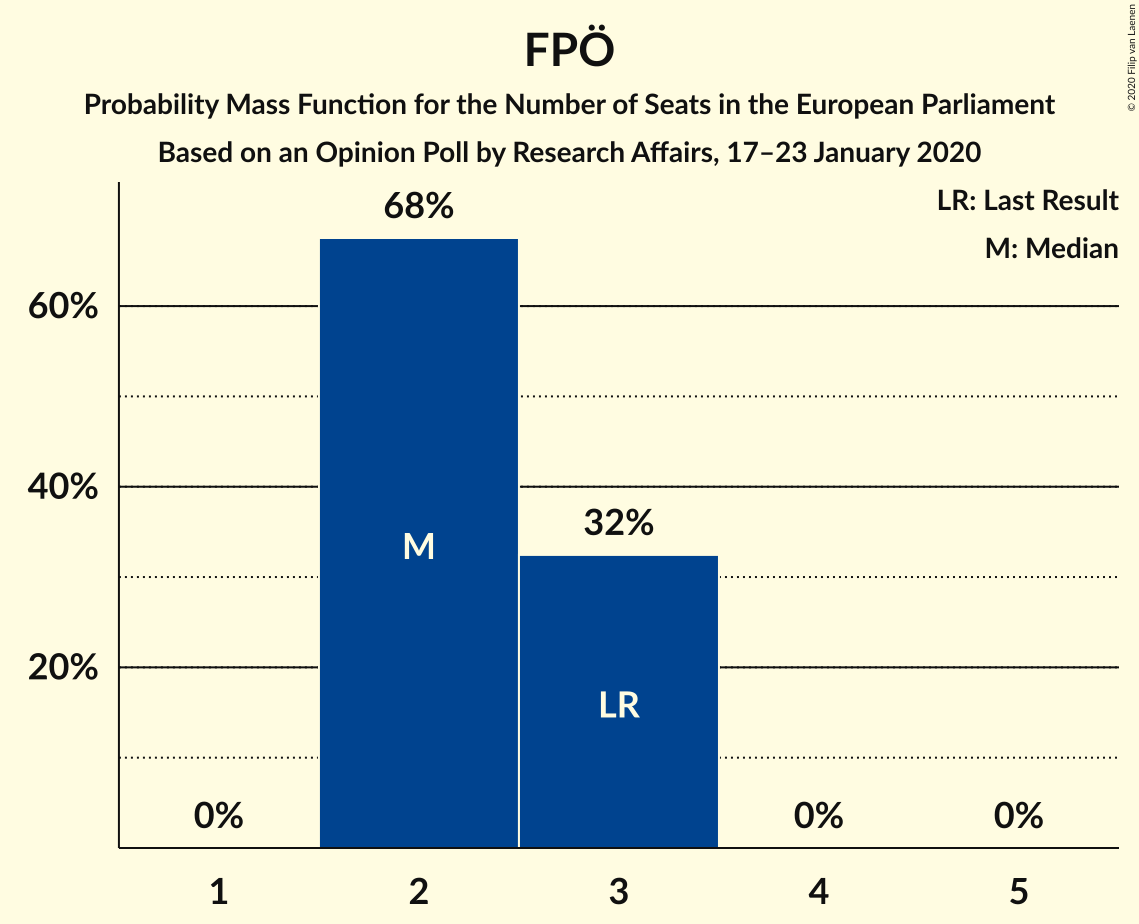 FPÖ
Probability Mass Function for the Number of Seats in the European Parliament
Based on an Opinion Poll by Research Affairs, 17–23 January 2020
© 2020 Filip van Laenen
LR: Last Result
M: Median
68%
60%
40%
32%
M
20%
LR
0%
0%
0%
1
2
3
4
5